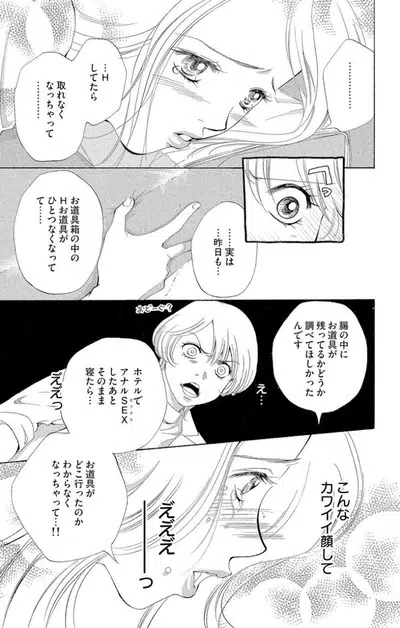 …………
…H
してたら
取れなく
なっちゃって
……
……実は
昨日も…
お道具箱の中の
Hお道具が
ひとつなくなって
て……
腸の中に
お道具が
残ってるかどうか
調べてほしかった
んです
え…
ホテルで
アナルSEX
したあと
そのまま
寝たら…
え゛えっ
こんな
カワイイ顔して
お道具が
どこ行ったのか
わからなく
なっちゃって…!!
え゛え゛え゛
ーっ